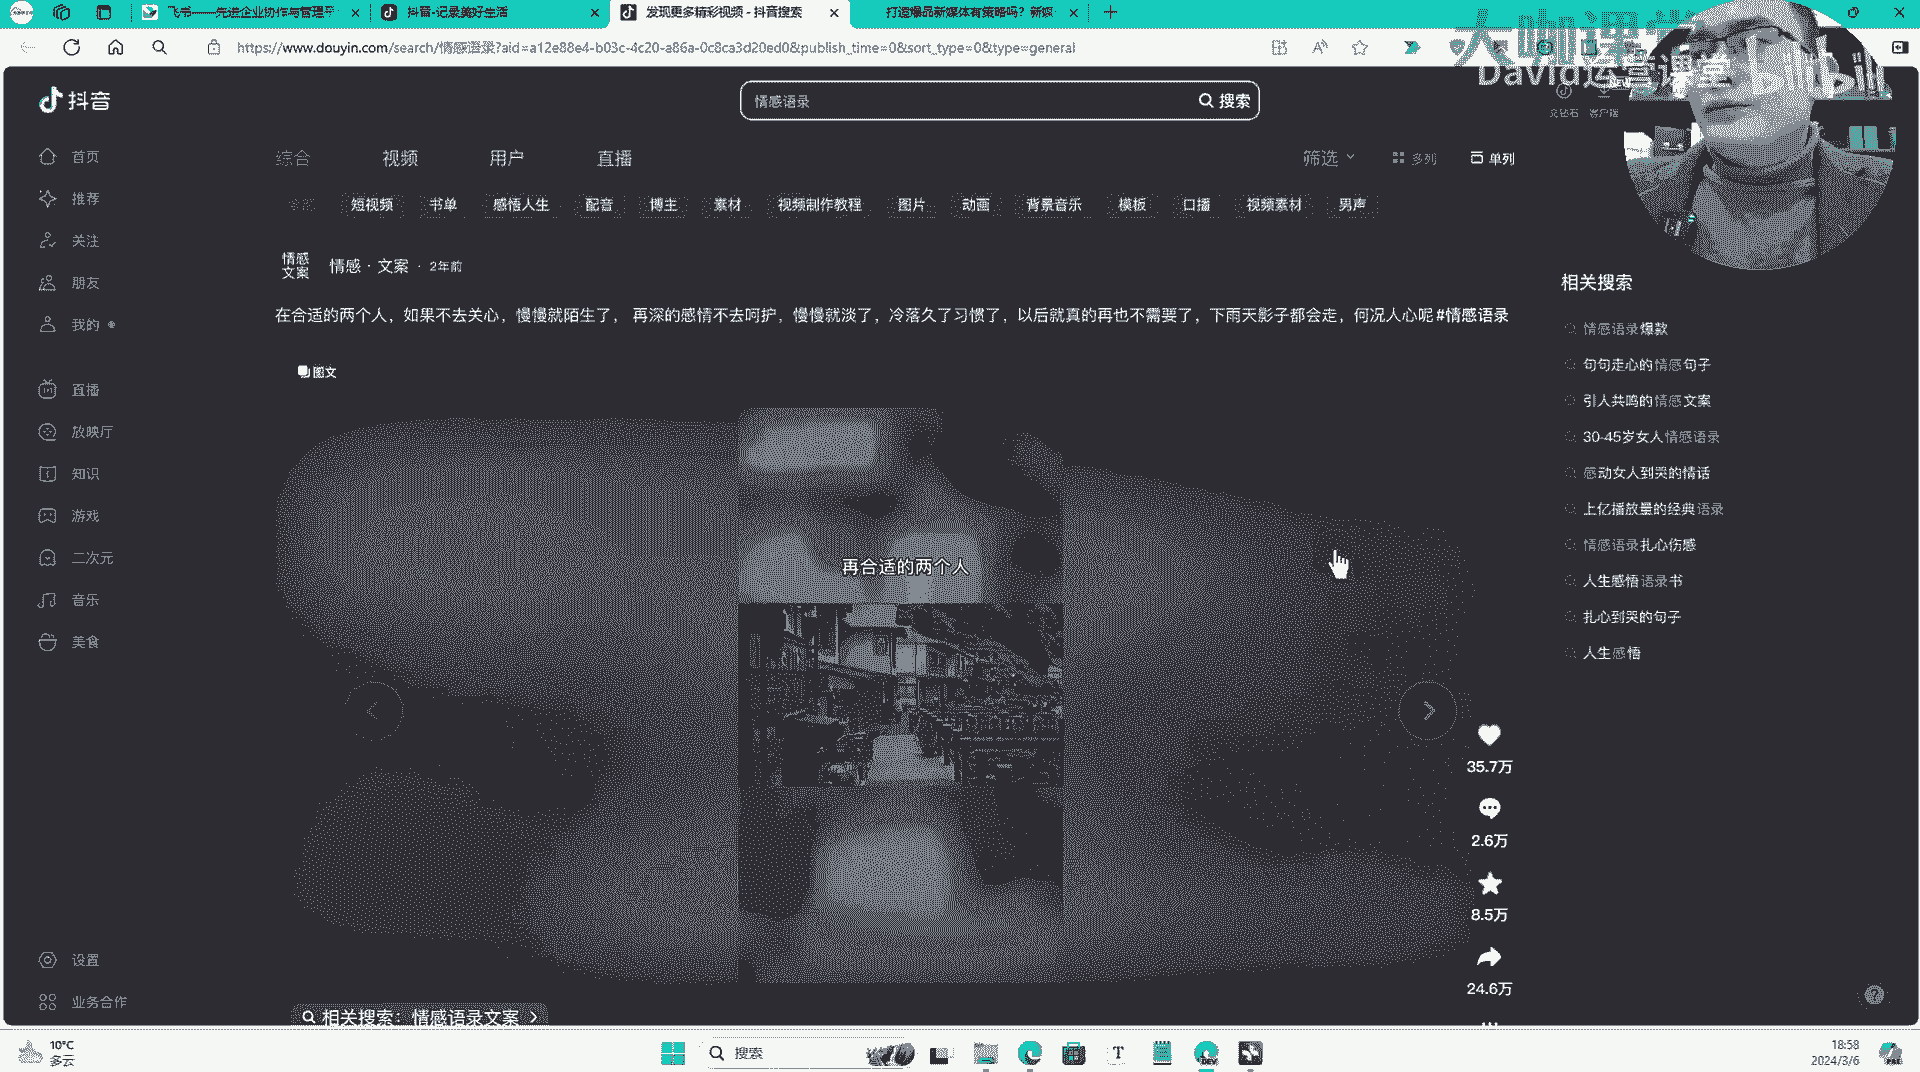 飞书——先进企业协作与管理平
抖音-记录美好生活
发现更多精彩视频 - 抖音搜索
打造爆品新媒体有策略吗？新媒
https://www.douyin.com/search/情感语录?aid=a12e88e4-b03c-4c20-a86a-0c8ca3d20ed0&publish_time=0&sort_type=0&type=general
大咖课堂
David运营课堂
抖音
情感语录
搜索
客户端
首页
推荐
关注
朋友
我的
直播
放映厅
知识
游戏
二次元
音乐
美食
设置
业务合作
综合 视频 用户 直播
筛选 多列 单列
短视频 书单 感悟人生 配音 博主 素材 视频制作教程 图片 动画 背景音乐 模板 口播 视频素材 男声
情感
文案
情感·文案 · 2年前
在合适的两个人，如果不去关心，慢慢就陌生了， 再深的感情不去呵护，慢慢就淡了，冷落久了习惯了，以后就真的再也不需要了，下雨天影子都会走，何况人心呢#情感语录
图文
再合适的两个人
35.7万
2.6万
8.5万
24.6万
相关搜索：情感语录文案
相关搜索
情感语录爆款
句句走心的情感句子
引人共鸣的情感文案
30-45岁女人情感语录
感动女人到哭的情话
上亿播放量的经典语录
情感语录扎心伤感
人生感悟语录书
扎心到哭的句子
人生感悟
10°C
多云
搜索
18:58
2024/3/6